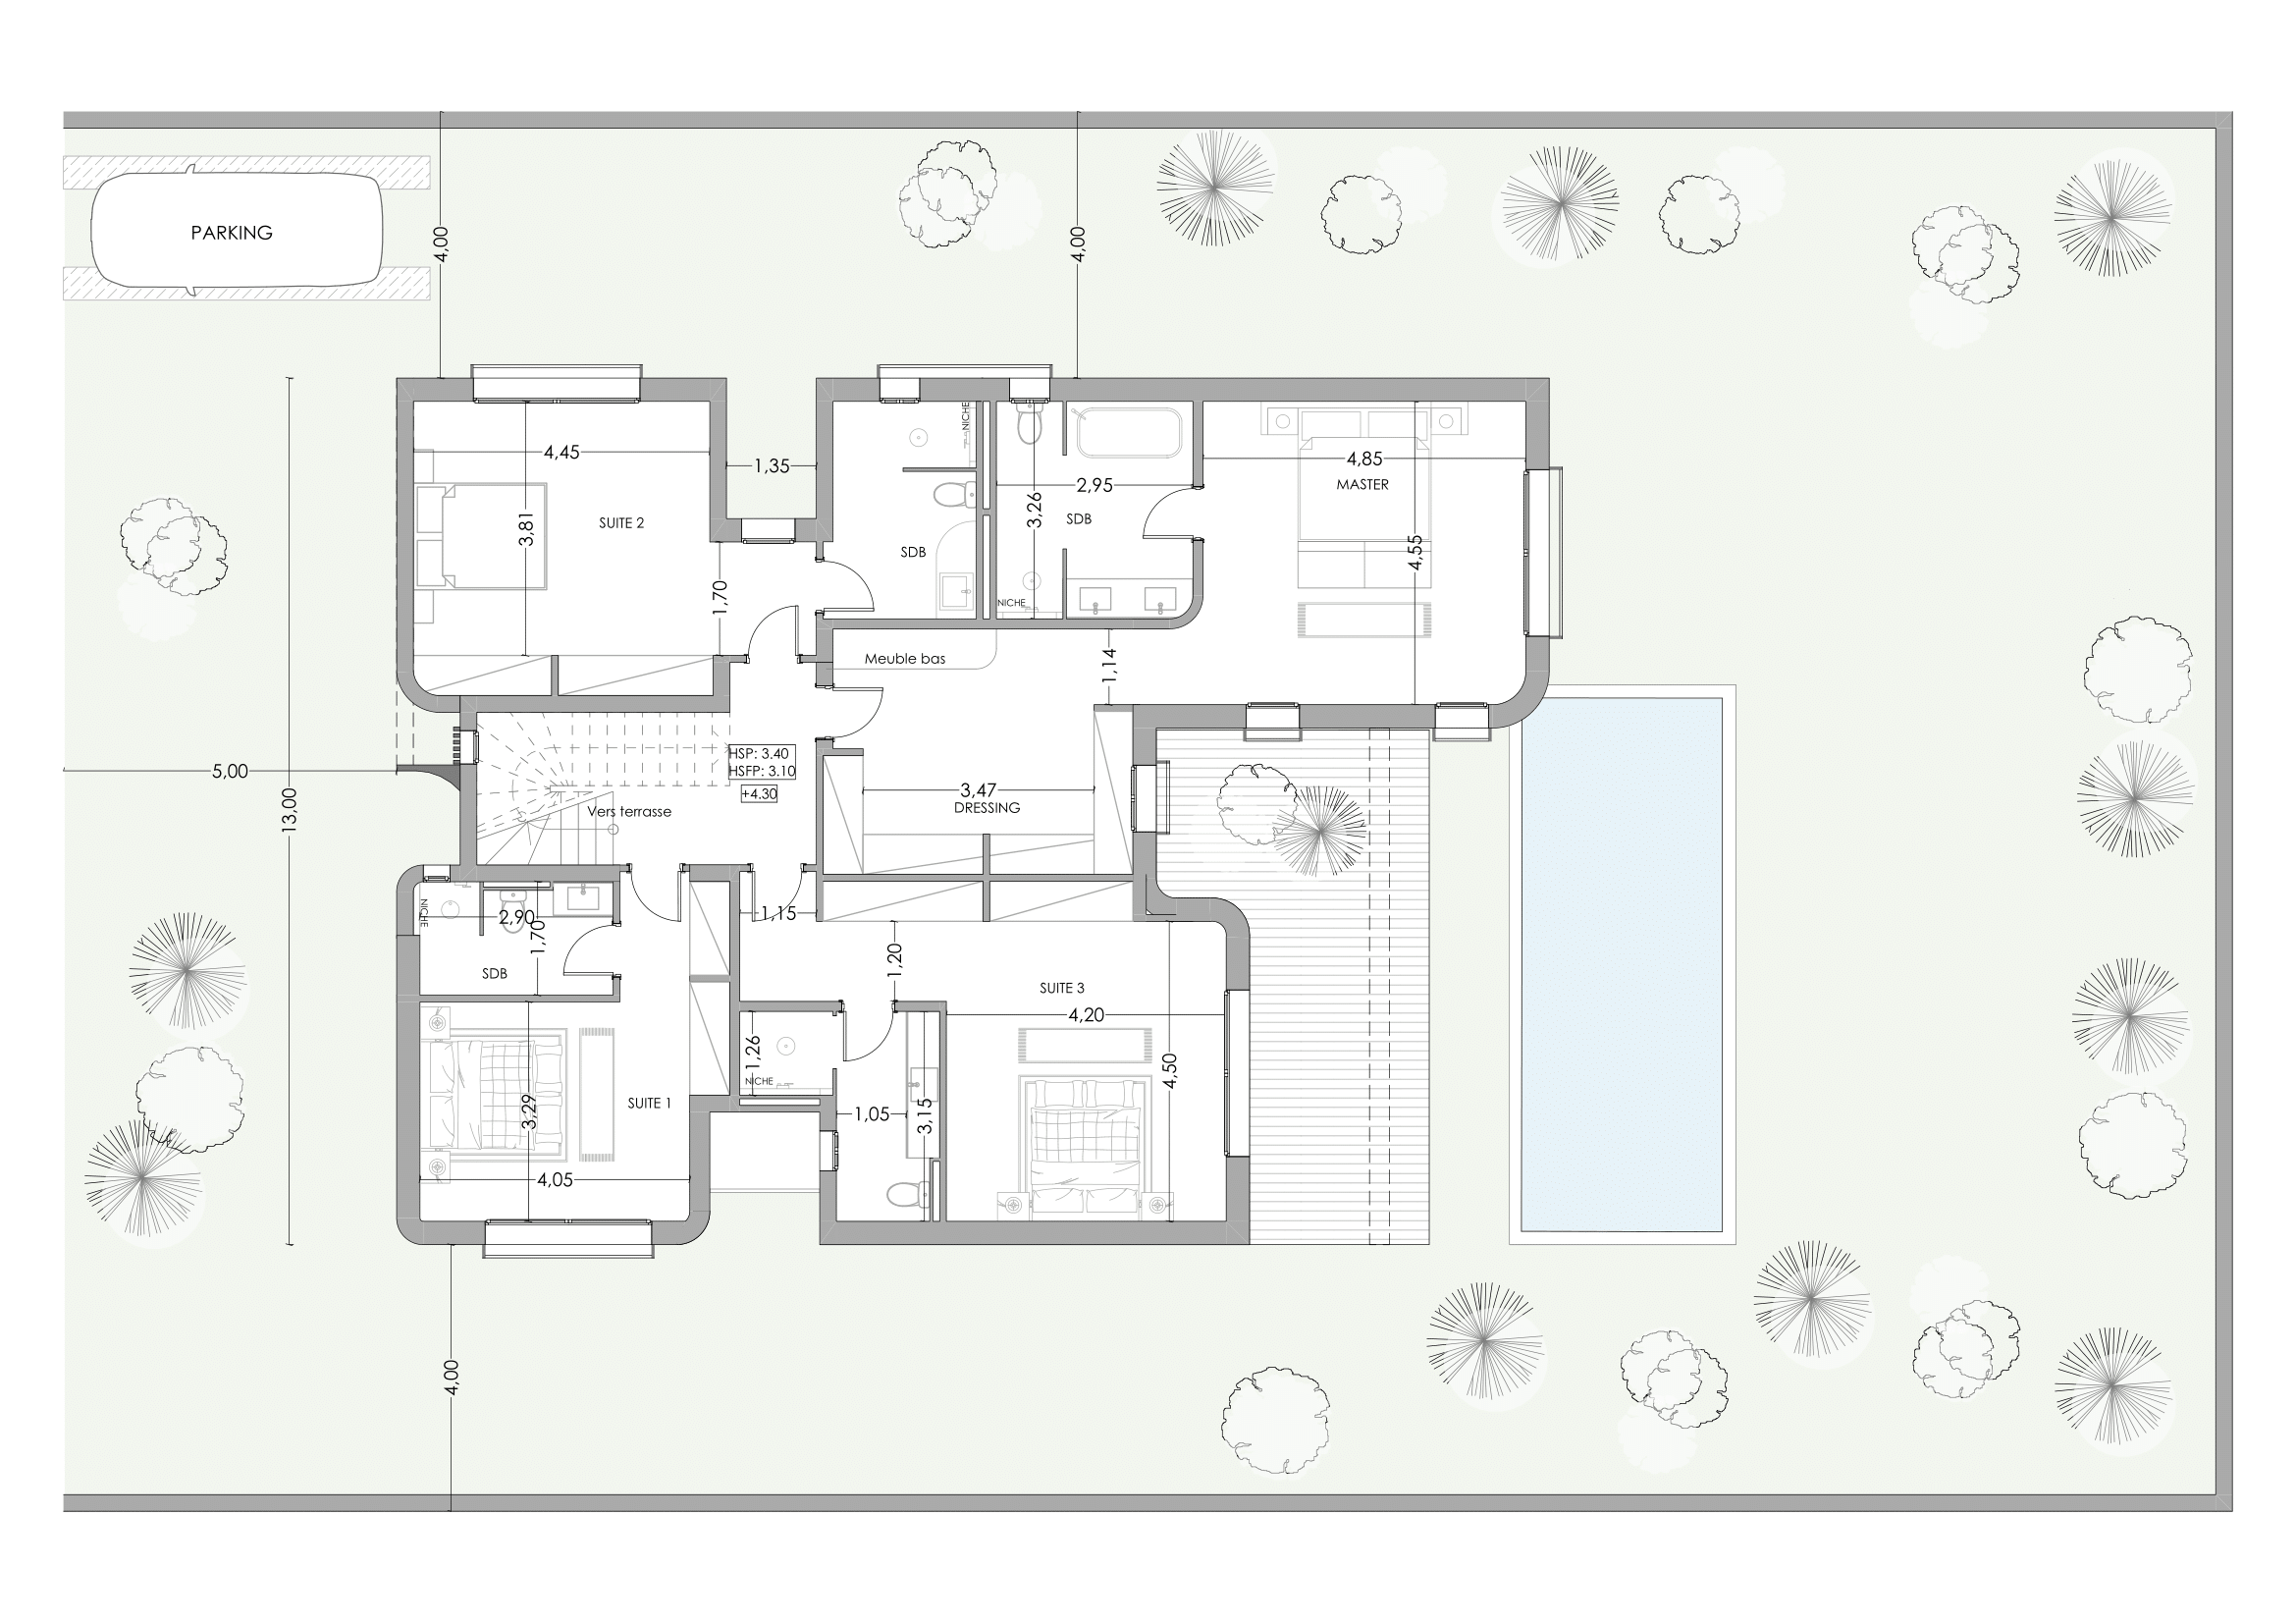 PARKING
4,00
4,00
NICHE
4,45
4,85
1,35
MASTER
2,95
3,26
3,81
SUITE 2
SDB
SDB
4,55
1,70
NICHE
Meuble bas
1,14
HSP: 3.40
HSFP: 3.10
5,00
+4.30
3,47
13,00
DRESSING
Vers terrasse
NICHE
2,90
1,15
1,70
1,20
SDB
SUITE 3
4,20
1,26
4,50
NICHE
3,29
SUITE 1
1,05
3,15
4,05
4,00